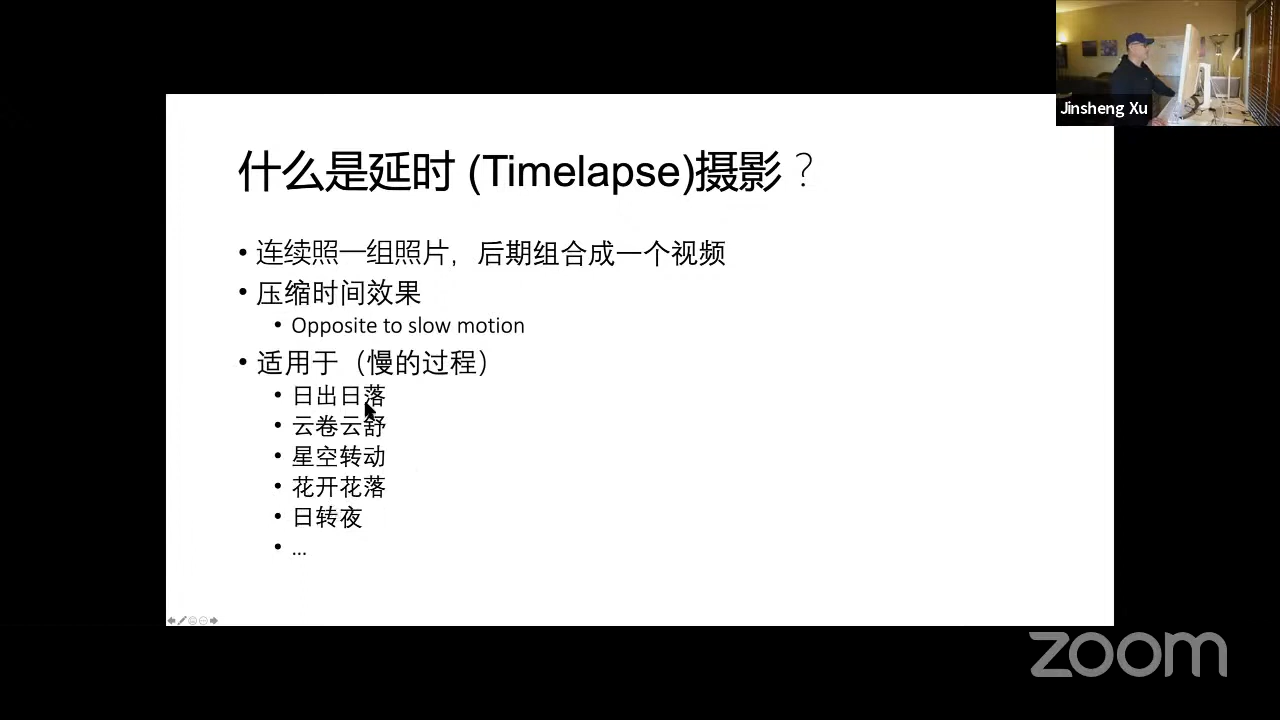 Jinsheng Xu
什么是延时 (Timelapse)摄影？
• 连续照一组照片，后期组合成一个视频
• 压缩时间效果
• Opposite to slow motion
• 适用于（慢的过程）
• 日出日落
• 云卷云舒
• 星空转动
• 花开花落
• 日转夜
• ...
zoom